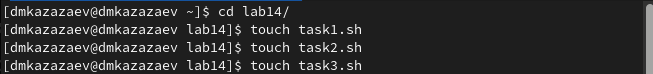 [dmkazazaev@dmkazazaev ~]$ cd lab14/
[dmkazazaev@dmkazazaev lab14]$ touch task1.sh
[dmkazazaev@dmkazazaev lab14]$ touch task2.sh
[dmkazazaev@dmkazazaev lab14]$ touch task3.sh